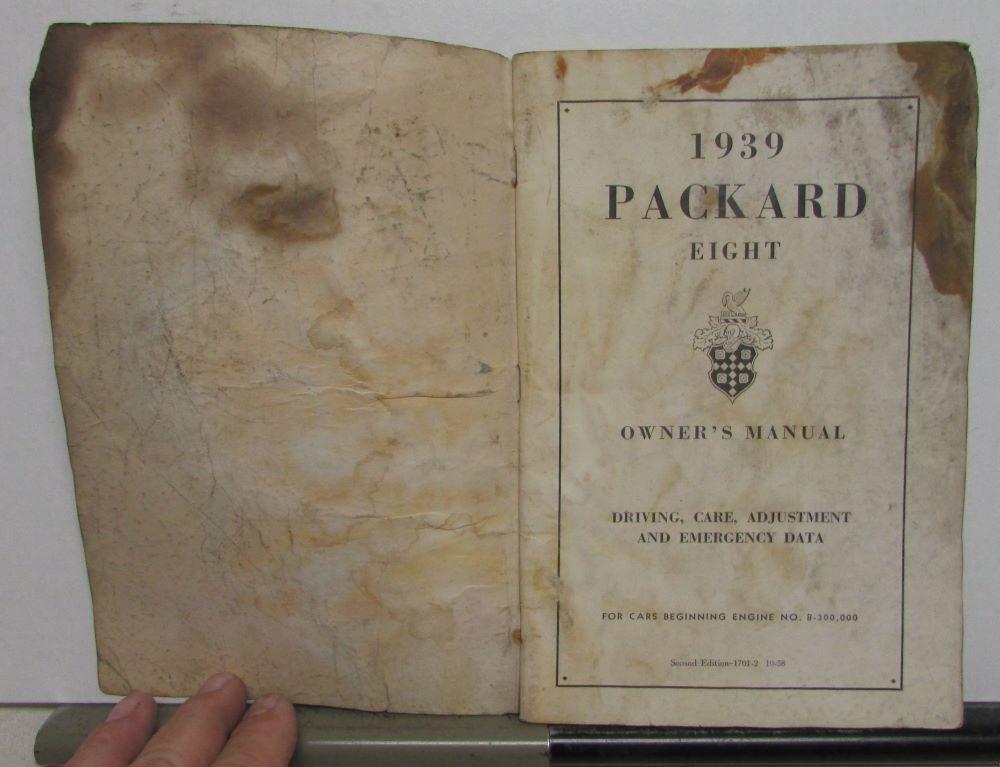 1939
PACKARD
EIGHT
OWNER'S MANUAL
DRIVING, CARE, ADJUSTMENT
AND EMERGENCY DATA
FOR CARS BEGINNING ENGINE NO. B-300,000
Second Edition-1701-2 10-38